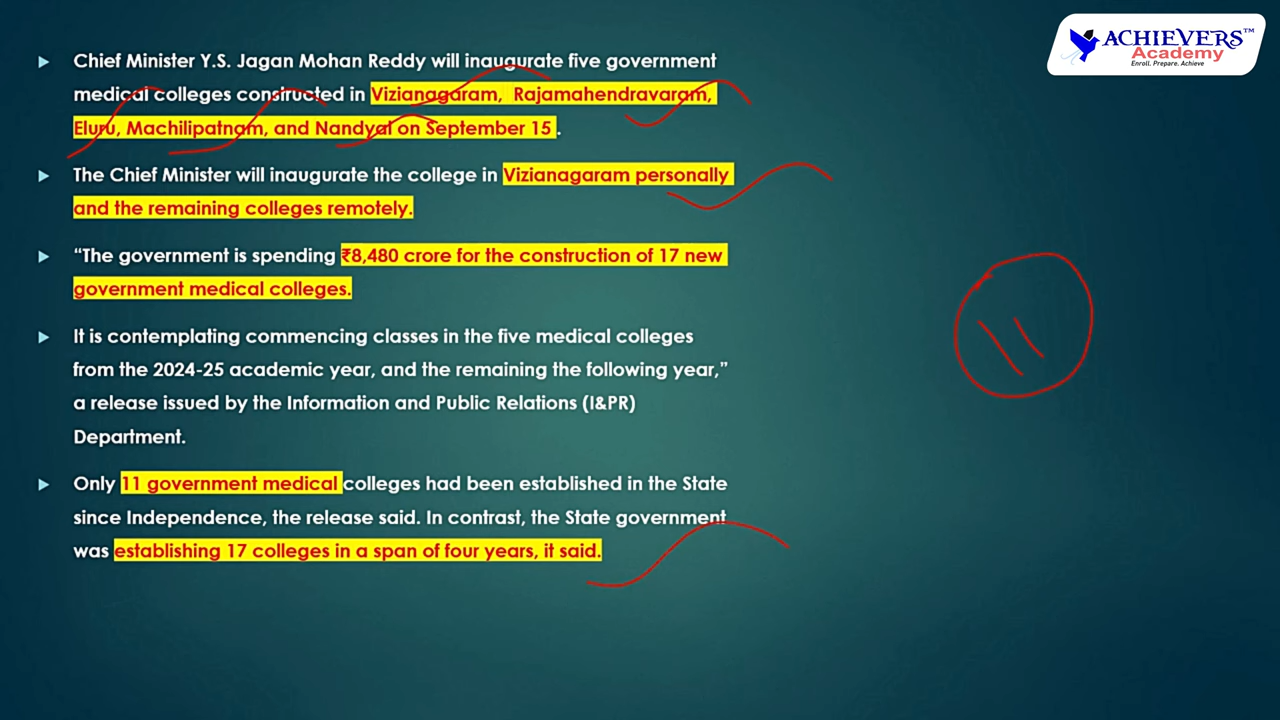 ACHIEVERS™
Academy
Enroll. Prepare. Achieve
Chief Minister Y.S. Jagan Mohan Reddy will inaugurate five government
medical colleges constructed in Vizianagaram, Rajamahendravaram,
Eluru, Machilipatnam, and Nandyal on September 15 .
The Chief Minister will inaugurate the college in Vizianagaram personally
and the remaining colleges remotely.
“The government is spending ₹8,480 crore for the construction of 17 new
government medical colleges.
It is contemplating commencing classes in the five medical colleges
from the 2024-25 academic year, and the remaining the following year,”
a release issued by the Information and Public Relations (I&PR)
Department.
Only 11 government medical colleges had been established in the State
since Independence, the release said. In contrast, the State government
was establishing 17 colleges in a span of four years, it said.
11